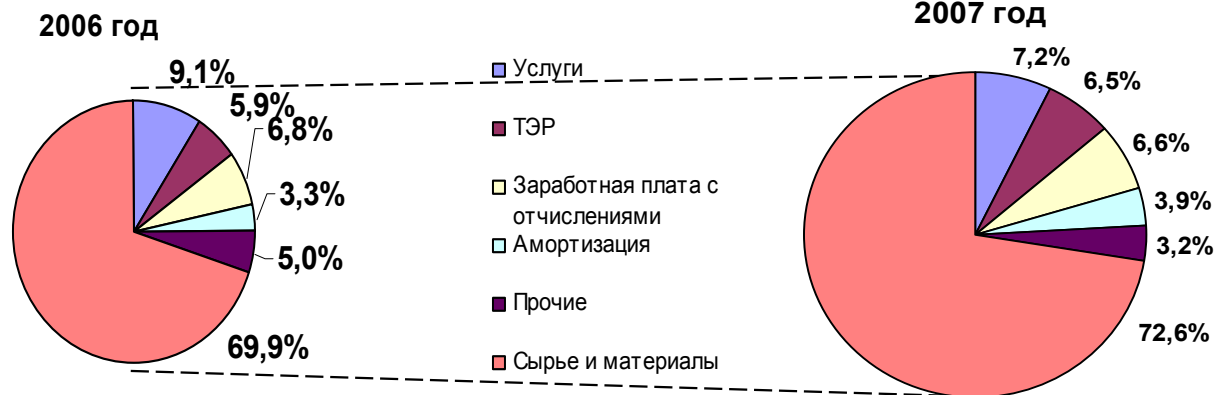 2006 год
9,1%
5,9%
6,8%
3,3%
5,0%
69,9%
Услуги
ТЭР
Заработная плата с
отчислениями
Амортизация
Прочие
Сырье и материалы
2007 год
7,2%
6,5%
6,6%
3,9%
3,2%
72,6%